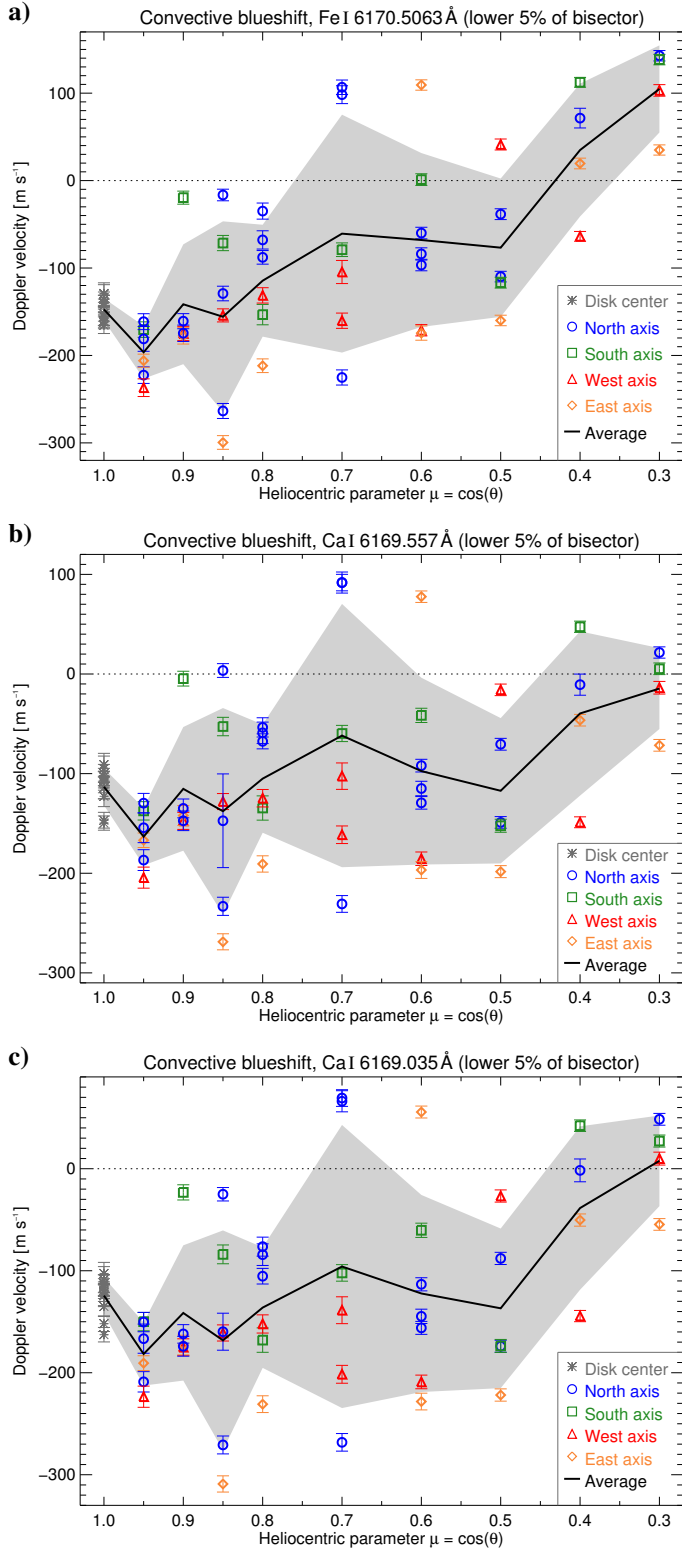 a)
Convective blueshift, Fe I 6170.5063 Å (lower 5% of bisector)
Doppler velocity [m s⁻¹]
100
0
−100
−200
−300
Disk center
North axis
South axis
West axis
East axis
Average
1.0 0.9 0.8 0.7 0.6 0.5 0.4 0.3
Heliocentric parameter μ = cos(θ)
b)
Convective blueshift, Ca I 6169.557 Å (lower 5% of bisector)
Doppler velocity [m s⁻¹]
100
0
−100
−200
−300
Disk center
North axis
South axis
West axis
East axis
Average
1.0 0.9 0.8 0.7 0.6 0.5 0.4 0.3
Heliocentric parameter μ = cos(θ)
c)
Convective blueshift, Ca I 6169.035 Å (lower 5% of bisector)
Doppler velocity [m s⁻¹]
0
−100
−200
−300
Disk center
North axis
South axis
West axis
East axis
Average
1.0 0.9 0.8 0.7 0.6 0.5 0.4 0.3
Heliocentric parameter μ = cos(θ)